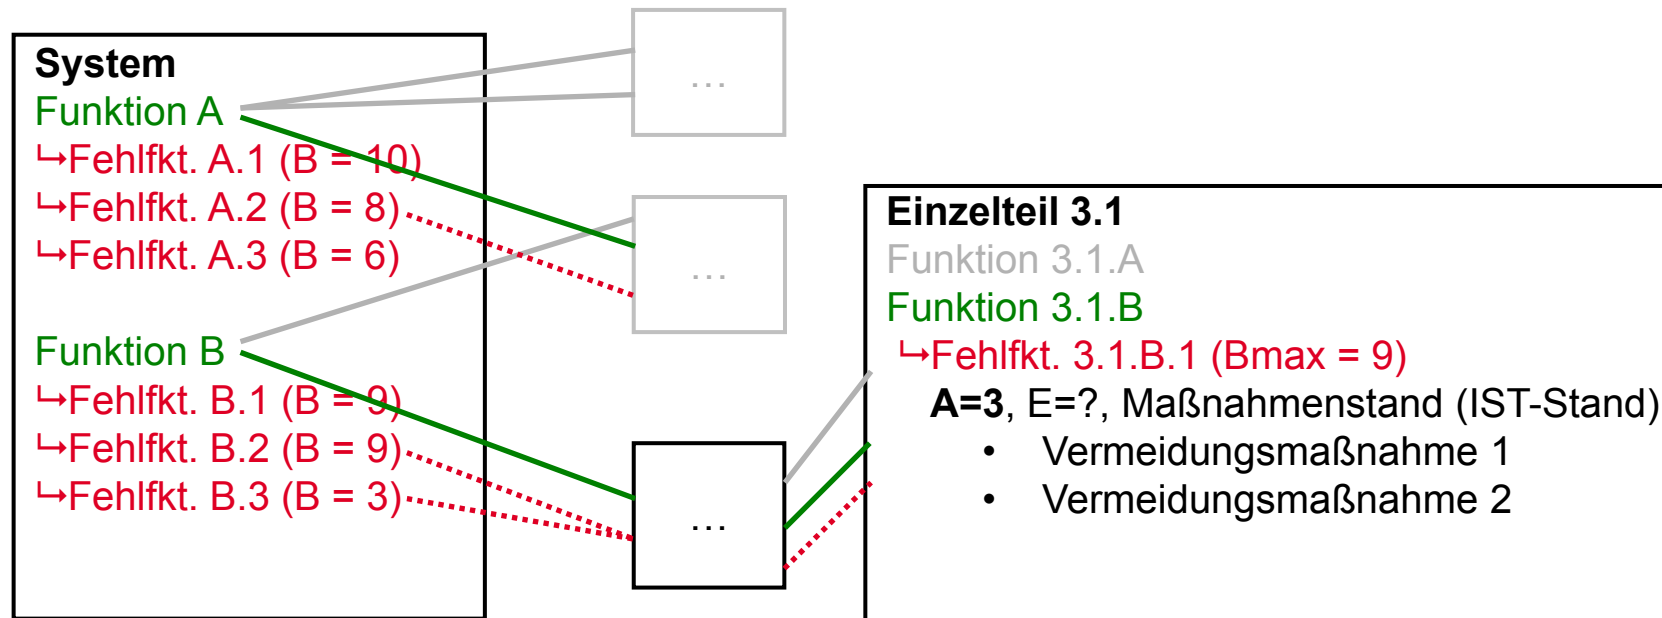 System
Funktion A
↳Fehlfkt. A.1 (B = 10)
↳Fehlfkt. A.2 (B = 8)
↳Fehlfkt. A.3 (B = 6)
Funktion B
↳Fehlfkt. B.1 (B = 9)
↳Fehlfkt. B.2 (B = 9)
↳Fehlfkt. B.3 (B = 3)
...
...
...
Einzelteil 3.1
Funktion 3.1.A
Funktion 3.1.B
↳Fehlfkt. 3.1.B.1 (Bmax = 9)
A=3, E=?, Maßnahmenstand (IST-Stand)
• Vermeidungsmaßnahme 1
• Vermeidungsmaßnahme 2